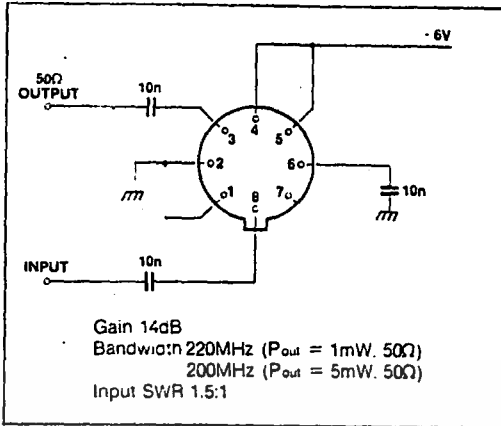 - 6V
50Ω
OUTPUT
10n
3
4
5
2
6
10n
1
8
7
INPUT
10n
Gain 14dB
Bandwidth 220MHz (Pout = 1mW. 50Ω)
200MHz (Pout = 5mW. 50Ω)
Input SWR 1.5:1